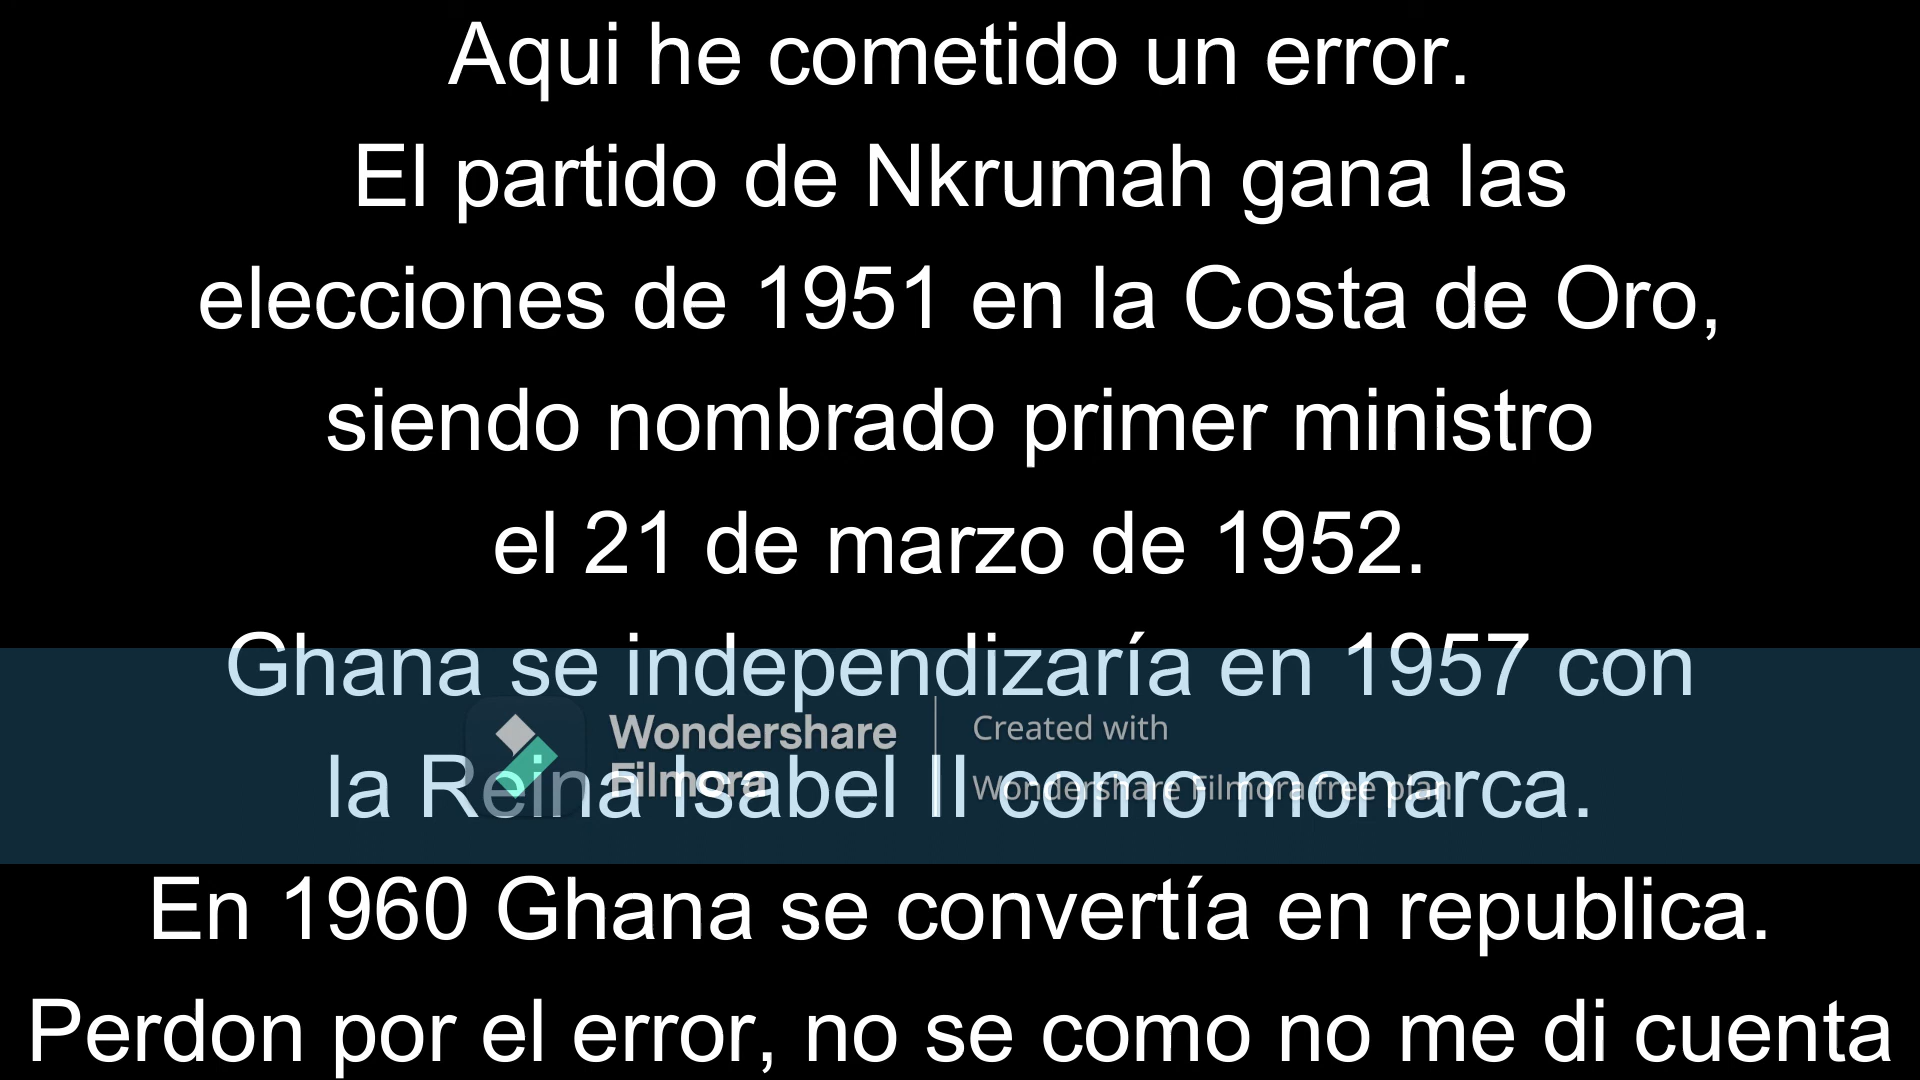 Aqui he cometido un error.
El partido de Nkrumah gana las
elecciones de 1951 en la Costa de Oro,
siendo nombrado primer ministro
el 21 de marzo de 1952.
Ghana se independizaría en 1957 con
la Reina Isabel II como monarca.
Wondershare
Filmora
Created with
Wondershare Filmora free plan
En 1960 Ghana se convertía en republica.
Perdon por el error, no se como no me di cuenta